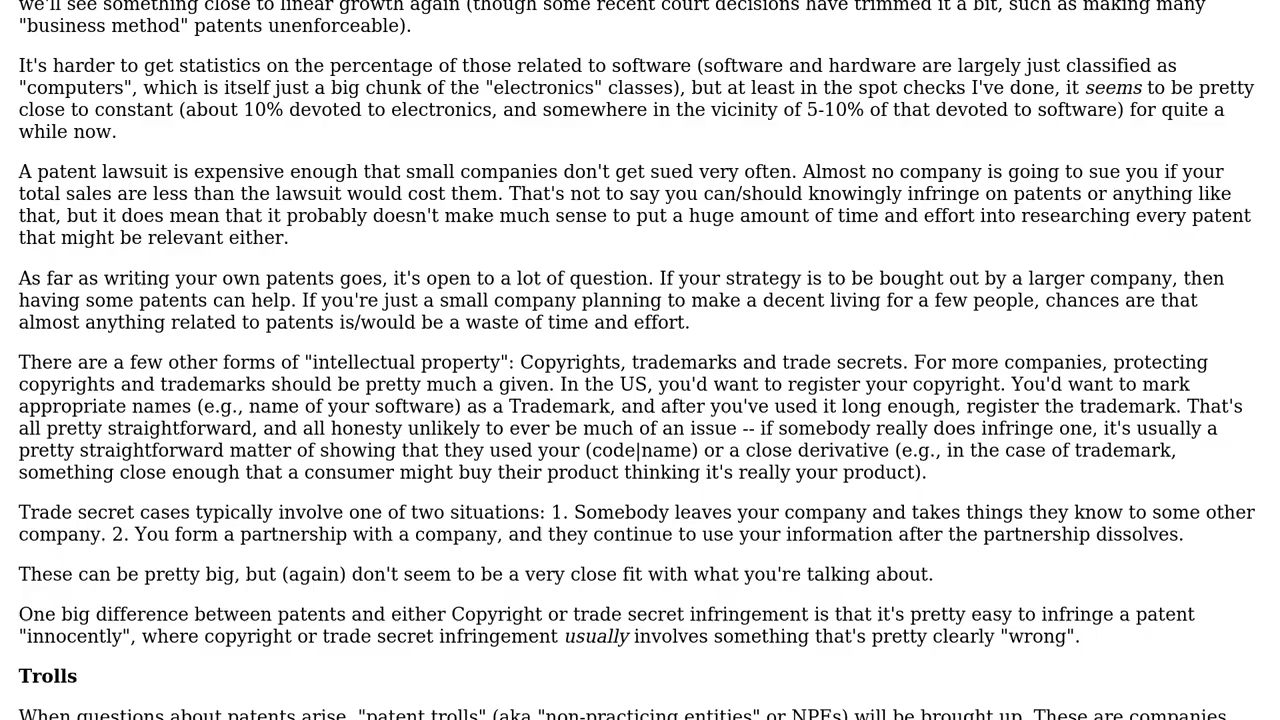 we'll see something close to linear growth again (though some recent court decisions have trimmed it a bit, such as making many
"business method" patents unenforceable).
It's harder to get statistics on the percentage of those related to software (software and hardware are largely just classified as
"computers", which is itself just a big chunk of the "electronics" classes), but at least in the spot checks I've done, it seems to be pretty
close to constant (about 10% devoted to electronics, and somewhere in the vicinity of 5-10% of that devoted to software) for quite a
while now.
A patent lawsuit is expensive enough that small companies don't get sued very often. Almost no company is going to sue you if your
total sales are less than the lawsuit would cost them. That's not to say you can/should knowingly infringe on patents or anything like
that, but it does mean that it probably doesn't make much sense to put a huge amount of time and effort into researching every patent
that might be relevant either.
As far as writing your own patents goes, it's open to a lot of question. If your strategy is to be bought out by a larger company, then
having some patents can help. If you're just a small company planning to make a decent living for a few people, chances are that
almost anything related to patents is/would be a waste of time and effort.
There are a few other forms of "intellectual property": Copyrights, trademarks and trade secrets. For more companies, protecting
copyrights and trademarks should be pretty much a given. In the US, you'd want to register your copyright. You'd want to mark
appropriate names (e.g., name of your software) as a Trademark, and after you've used it long enough, register the trademark. That's
all pretty straightforward, and all honesty unlikely to ever be much of an issue -- if somebody really does infringe one, it's usually a
pretty straightforward matter of showing that they used your (code|name) or a close derivative (e.g., in the case of trademark,
something close enough that a consumer might buy their product thinking it's really your product).
Trade secret cases typically involve one of two situations: 1. Somebody leaves your company and takes things they know to some other
company. 2. You form a partnership with a company, and they continue to use your information after the partnership dissolves.
These can be pretty big, but (again) don't seem to be a very close fit with what you're talking about.
One big difference between patents and either Copyright or trade secret infringement is that it's pretty easy to infringe a patent
"innocently", where copyright or trade secret infringement usually involves something that's pretty clearly "wrong".
Trolls
When questions about patents arise, "patent trolls" (aka "non-practicing entities" or NPEs) will be brought up. These are companies